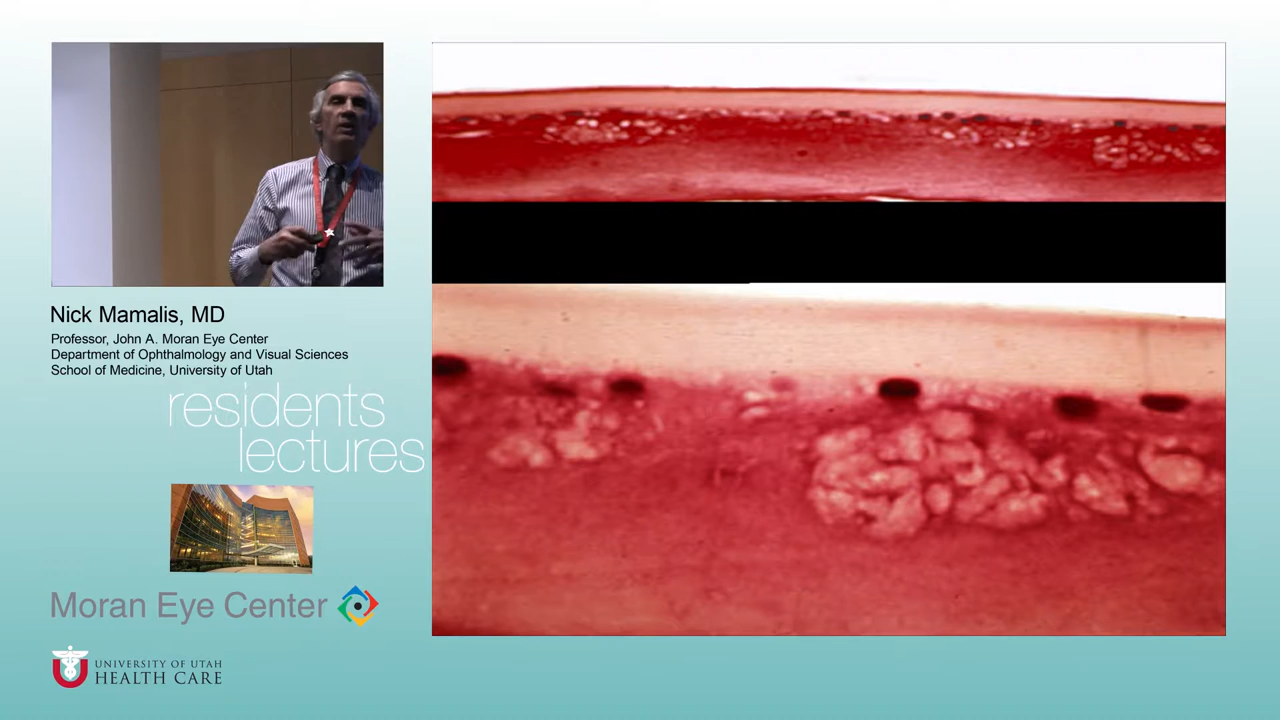 Nick Mamalis, MD
Professor, John A. Moran Eye Center
Department of Ophthalmology and Visual Sciences
School of Medicine, University of Utah
residents
lectures
Moran Eye Center
UNIVERSITY OF UTAH
HEALTH CARE